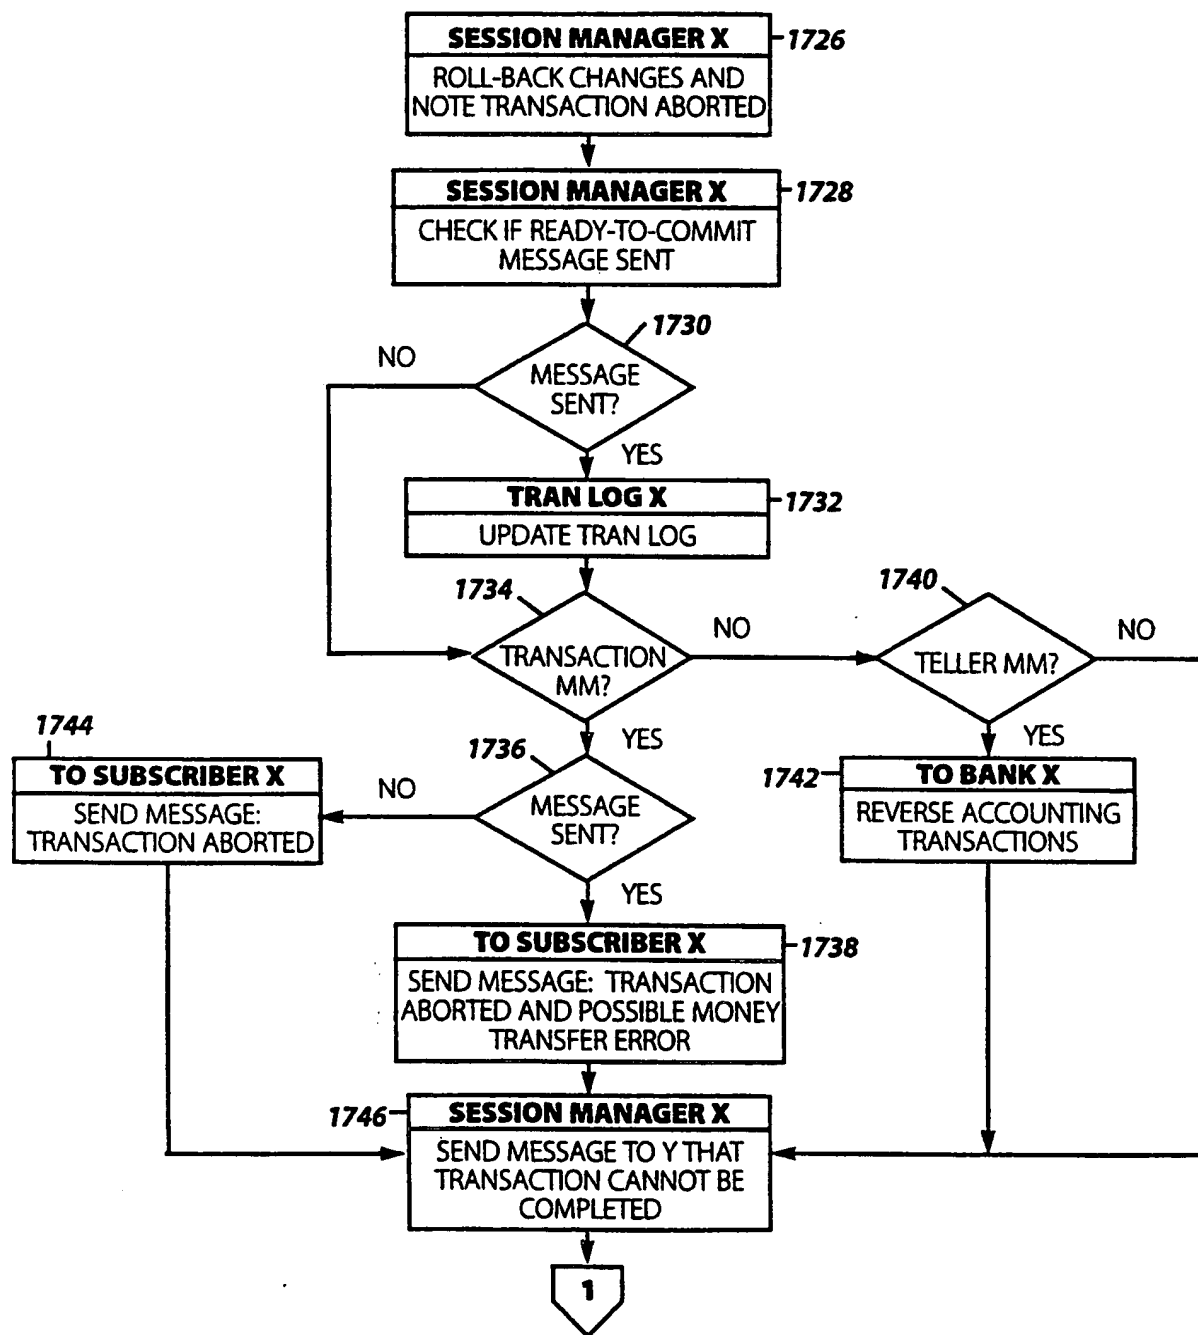 SESSION MANAGER X
1726
ROLL-BACK CHANGES AND
NOTE TRANSACTION ABORTED
SESSION MANAGER X
1728
CHECK IF READY-TO-COMMIT
MESSAGE SENT
1730
NO
MESSAGE
SENT?
YES
TRAN LOG X
1732
UPDATE TRAN LOG
1734
TRANSACTION
MM?
NO
1740
TELLER MM?
NO
YES
YES
1744
TO SUBSCRIBER X
SEND MESSAGE:
TRANSACTION ABORTED
1736
NO
MESSAGE
SENT?
YES
1742
TO BANK X
REVERSE ACCOUNTING
TRANSACTIONS
TO SUBSCRIBER X
1738
SEND MESSAGE: TRANSACTION
ABORTED AND POSSIBLE MONEY
TRANSFER ERROR
1746
SESSION MANAGER X
SEND MESSAGE TO Y THAT
TRANSACTION CANNOT BE
COMPLETED
1